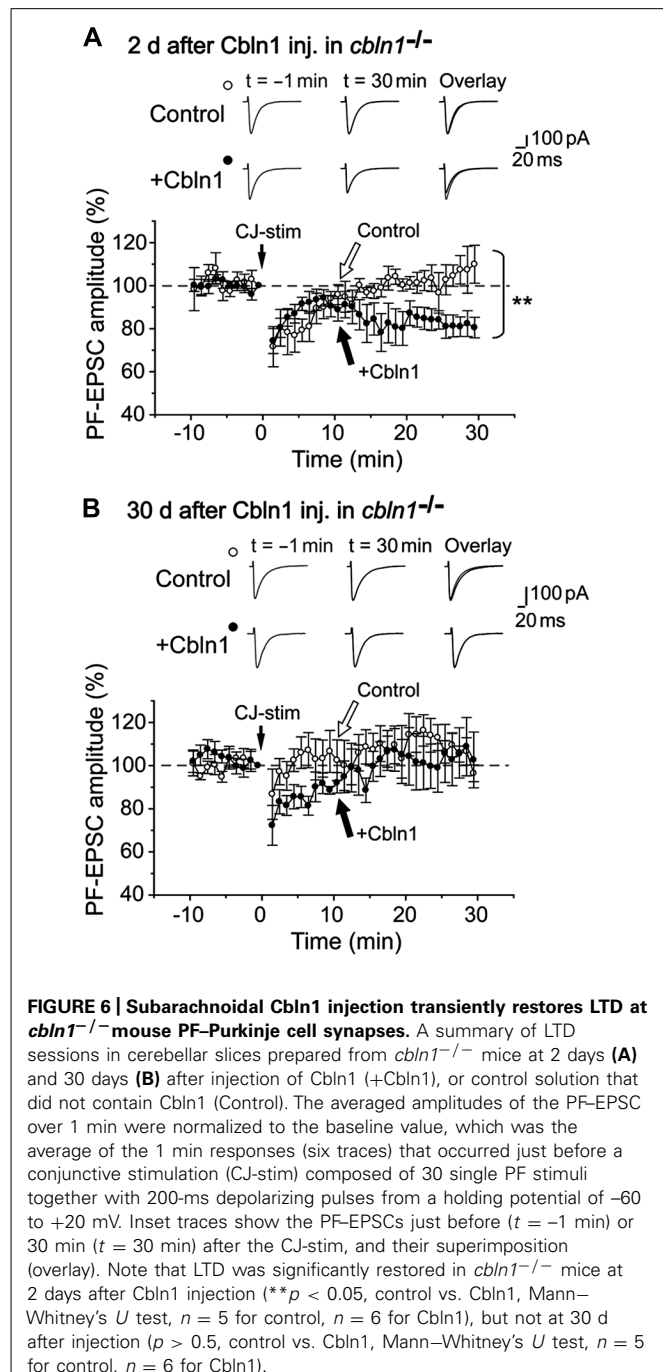 A 2 d after Cbln1 inj. in cbln1-/-
t = –1 min t = 30 min Overlay
Control
100 pA
20 ms
+Cbln1
CJ-stim
Control
120
100
80
60
40
**
+Cbln1
PF-EPSC amplitude (%)
-10 0 10 20 30
Time (min)
B 30 d after Cbln1 inj. in cbln1-/-
t = –1 min t = 30 min Overlay
Control
100 pA
20 ms
+Cbln1
CJ-stim
Control
120
100
80
60
40
+Cbln1
PF-EPSC amplitude (%)
-10 0 10 20 30
Time (min)
FIGURE 6 | Subarachnoidal Cbln1 injection transiently restores LTD at
cbln1−/− mouse PF–Purkinje cell synapses. A summary of LTD
sessions in cerebellar slices prepared from cbln1−/− mice at 2 days (A)
and 30 days (B) after injection of Cbln1 (+Cbln1), or control solution that
did not contain Cbln1 (Control). The averaged amplitudes of the PF–EPSC
over 1 min were normalized to the baseline value, which was the
average of the 1 min responses (six traces) that occurred just before a
conjunctive stimulation (CJ-stim) composed of 30 single PF stimuli
together with 200-ms depolarizing pulses from a holding potential of –60
to +20 mV. Inset traces show the PF–EPSCs just before (t = –1 min) or
30 min (t = 30 min) after the CJ-stim, and their superimposition
(overlay). Note that LTD was significantly restored in cbln1−/− mice at
2 days after Cbln1 injection (**p < 0.05, control vs. Cbln1, Mann–
Whitney's U test, n = 5 for control, n = 6 for Cbln1), but not at 30 d
after injection (p > 0.5, control vs. Cbln1, Mann–Whitney's U test, n = 5
for control, n = 6 for Cbln1).